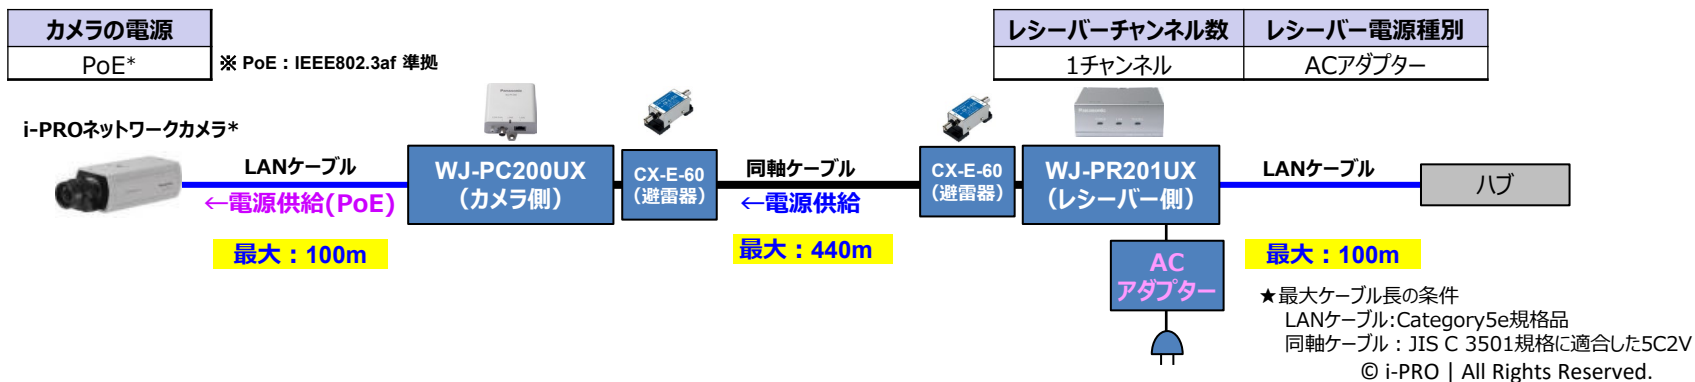 カメラの電源
PoE*
※ PoE：IEEE802.3af 準拠
レシーバーチャンネル数 レシーバー電源種別
1チャンネル ACアダプター
i-PROネットワークカメラ*
LANケーブル
←電源供給(PoE)
最大：100m
WJ-PC200UX
（カメラ側）
CX-E-60
（避雷器）
同軸ケーブル
←電源供給
最大：440m
CX-E-60
（避雷器）
WJ-PR201UX
（レシーバー側）
AC
アダプター
LANケーブル
最大：100m
ハブ
★最大ケーブル長の条件
LANケーブル:Category5e規格品
同軸ケーブル：JIS C 3501規格に適合した5C2V
© i-PRO | All Rights Reserved.